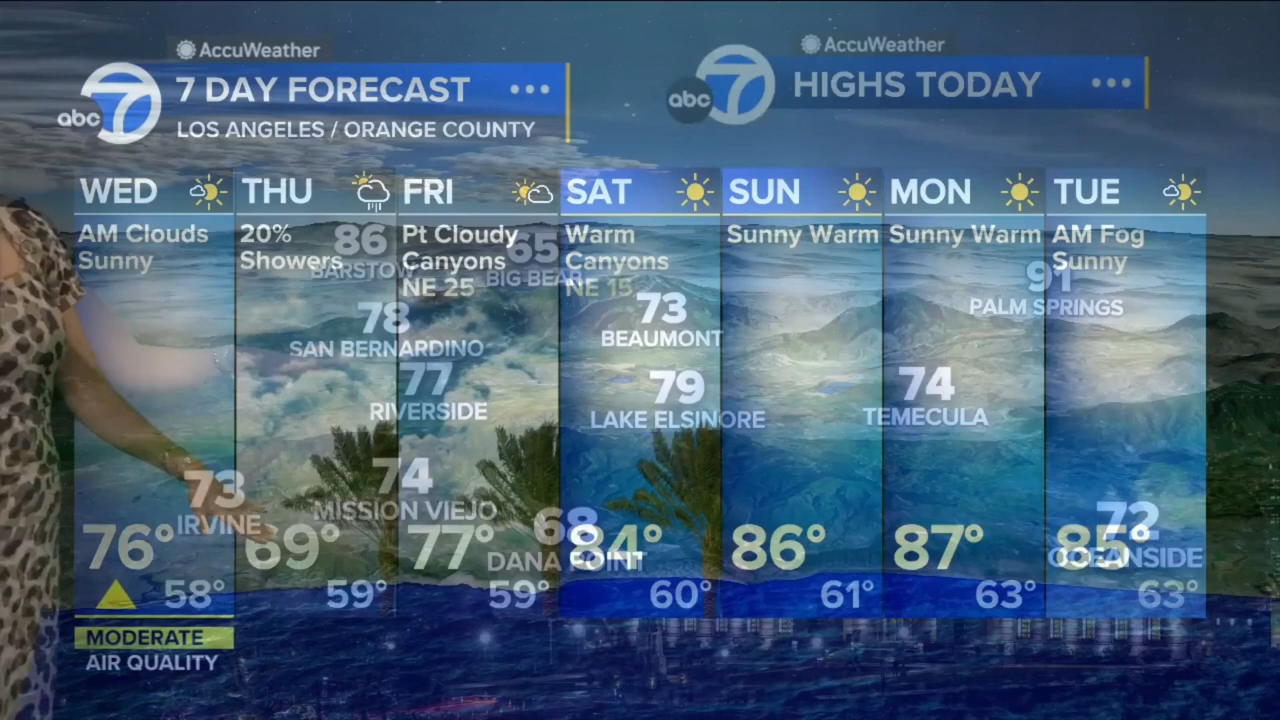 AccuWeather
abc 7
7 DAY FORECAST
LOS ANGELES / ORANGE COUNTY
AccuWeather
abc 7
HIGHS TODAY
WED
AM Clouds
Sunny
76°
58°
MODERATE
AIR QUALITY
THU
20%
Showers
69°
59°
FRI
Pt Cloudy
Canyons
NE 25
77°
59°
SAT
Warm
Canyons
NE 15
84°
60°
SUN
Sunny Warm
86°
61°
MON
Sunny Warm
87°
63°
TUE
AM Fog
Sunny
85°
63°
86
BARSTOW
65
BIG BEAR
91
PALM SPRINGS
78
SAN BERNARDINO
73
BEAUMONT
77
RIVERSIDE
79
LAKE ELSINORE
74
TEMECULA
73
IRVINE
74
MISSION VIEJO
68
DANA POINT
72
OCEANSIDE